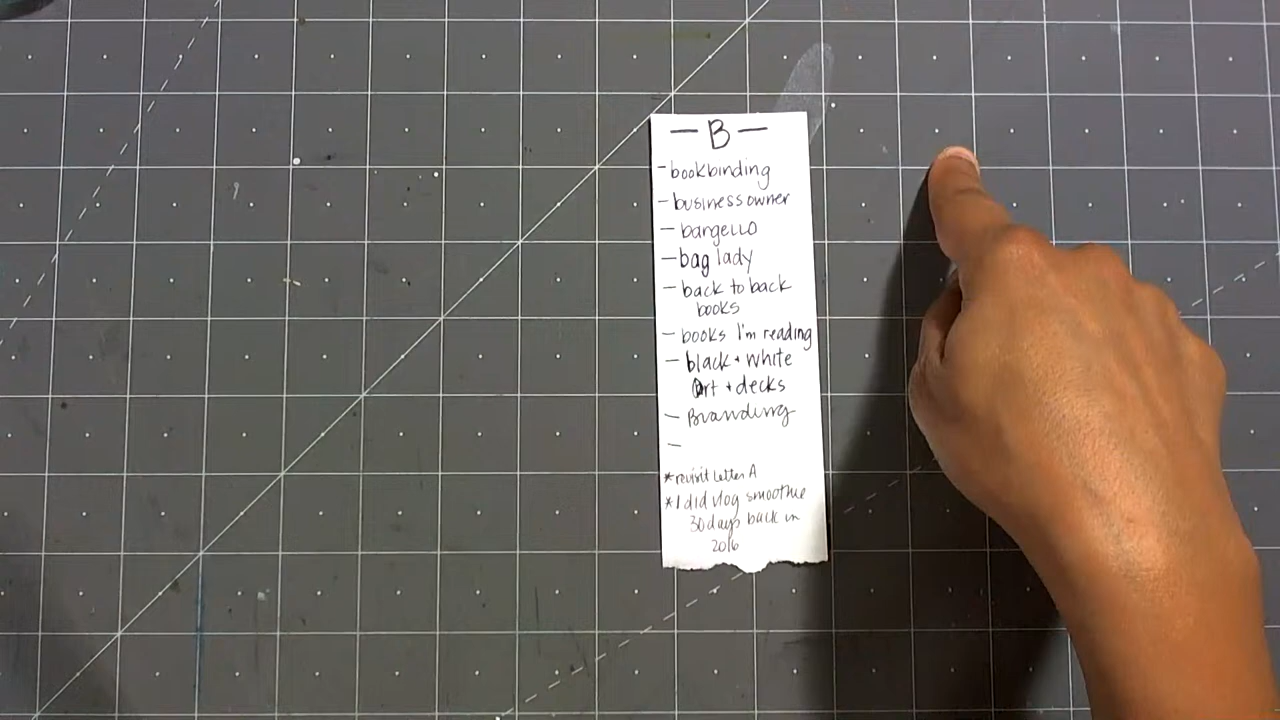 — B —
- bookbinding
- business owner
- bargello
- bag lady
- back to back
books
- books I'm reading
- black + white
Art + decks
- Branding
-
* revisit Letter A
* I did vlog smoothie
30 days back in
2016